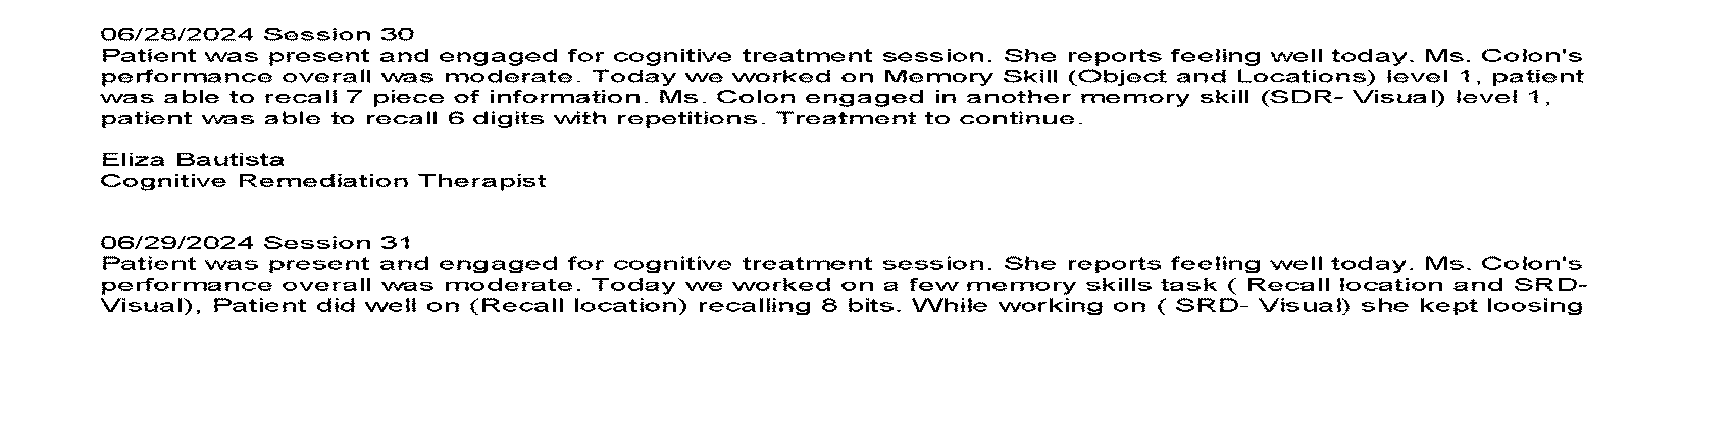 06/28/2024 Session 30
Patient was present and engaged for cognitive treatment session. She reports feeling well today. Ms. Colon's
performance overall was moderate. Today we worked on Memory Skill (Object and Locations) level 1, patient
was able to recall 7 piece of information. Ms. Colon engaged in another memory skill (SDR- Visual) level 1,
patient was able to recall 6 digits with repetitions. Treatment to continue.
Eliza Bautista
Cognitive Remediation Therapist
06/29/2024 Session 31
Patient was present and engaged for cognitive treatment session. She reports feeling well today. Ms. Colon's
performance overall was moderate. Today we worked on a few memory skills task ( Recall location and SRD-
Visual), Patient did well on (Recall location) recalling 8 bits. While working on ( SRD- Visual) she kept loosing